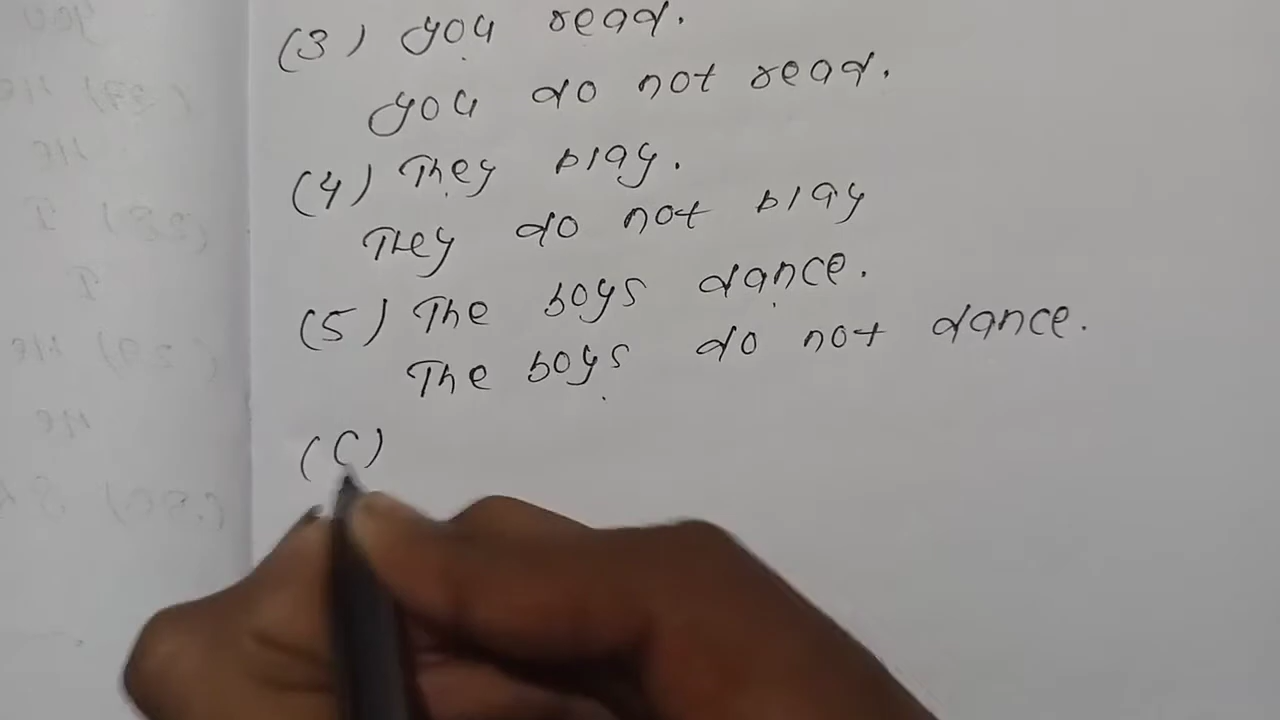 (3) you read.
you do not read.
(4) They play.
They do not play
(5) The boys dance.
The boys do not dance.
(C)